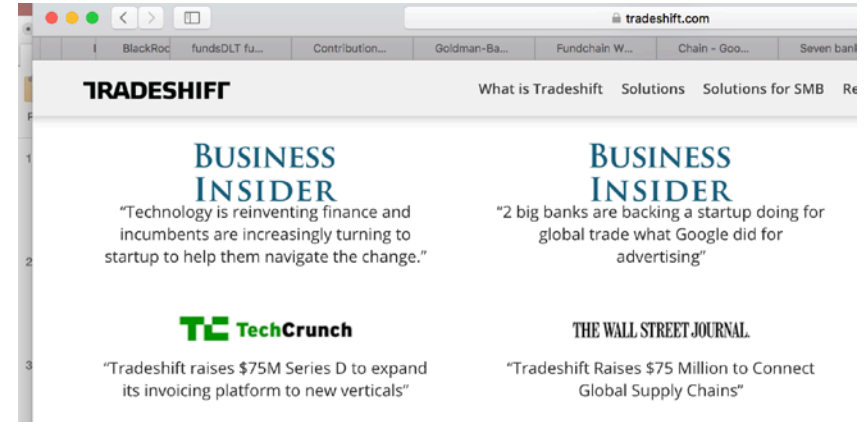 tradeshift.com
BlackRoc fundsDLT fu... Contribution... Goldman-Ba... Fundchain W... Chain – Goo... Seven bank
TRADESHIFT What is Tradeshift Solutions Solutions for SMB Re
BUSINESS
INSIDER
“Technology is reinventing finance and
incumbents are increasingly turning to
startup to help them navigate the change.”
BUSINESS
INSIDER
“2 big banks are backing a startup doing for
global trade what Google did for
advertising”
TechCrunch
“Tradeshift raises $75M Series D to expand
its invoicing platform to new verticals”
THE WALL STREET JOURNAL.
“Tradeshift Raises $75 Million to Connect
Global Supply Chains”
1
2
3